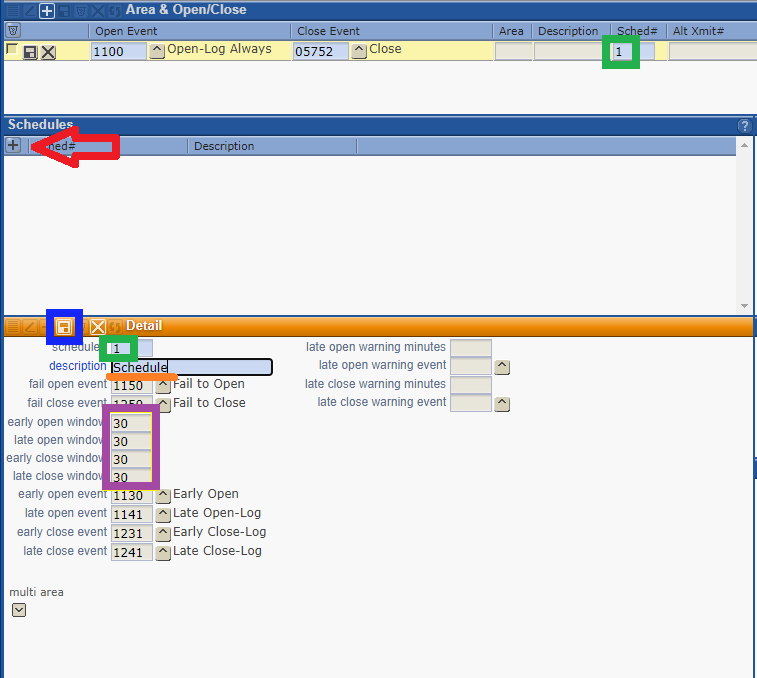 Area & Open/Close
Open Event Close Event Area Description Sched# Alt Xmit#
1100 Open-Log Always 05752 Close 1
Schedules ?
ed# Description
Detail
schedule 1
description Schedule
fail open event 1150 Fail to Open
fail close event 1250 Fail to Close
early open window 30
late open window 30
early close window 30
late close window 30
early open event 1130 Early Open
late open event 1141 Late Open-Log
early close event 1231 Early Close-Log
late close event 1241 Late Close-Log
late open warning minutes
late open warning event
late close warning minutes
late close warning event
multi area